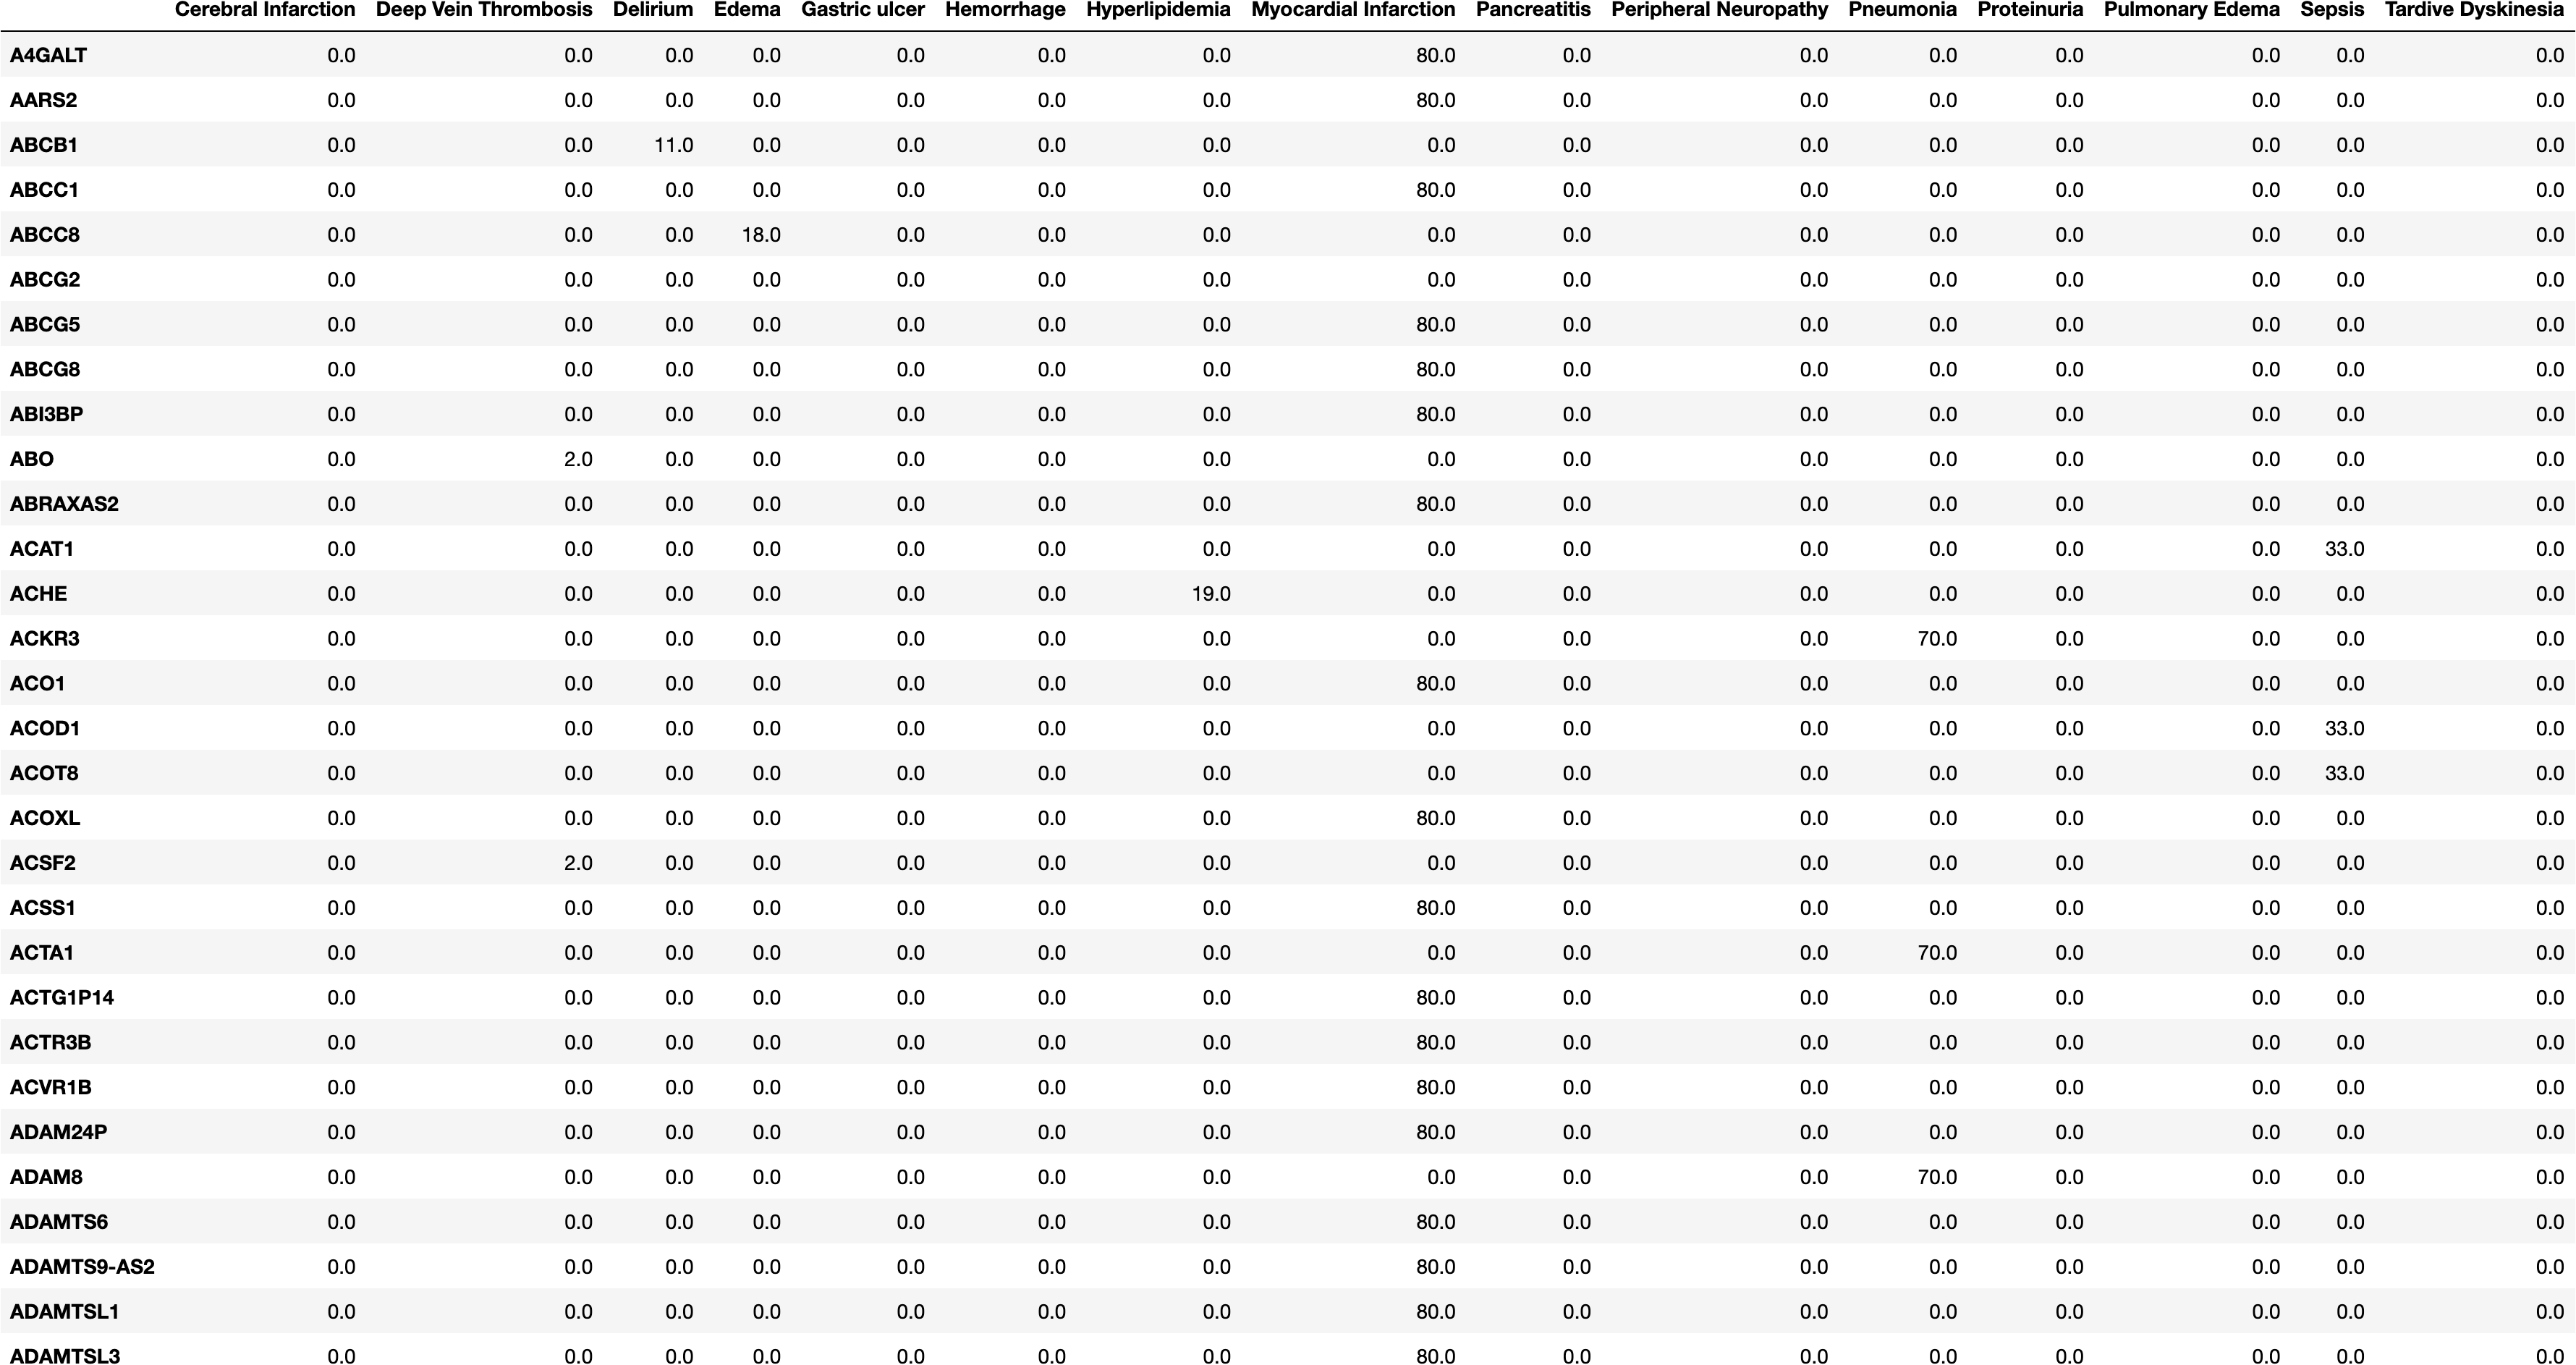 Cerebral Infarction Deep Vein Thrombosis Delirium Edema Gastric ulcer Hemorrhage Hyperlipidemia Myocardial Infarction Pancreatitis Peripheral Neuropathy Pneumonia Proteinuria Pulmonary Edema Sepsis Tardive Dyskinesia
A4GALT 0.0 0.0 0.0 0.0 0.0 0.0 0.0 80.0 0.0 0.0 0.0 0.0 0.0 0.0 0.0
AARS2 0.0 0.0 0.0 0.0 0.0 0.0 0.0 80.0 0.0 0.0 0.0 0.0 0.0 0.0 0.0
ABCB1 0.0 0.0 11.0 0.0 0.0 0.0 0.0 0.0 0.0 0.0 0.0 0.0 0.0 0.0 0.0
ABCC1 0.0 0.0 0.0 0.0 0.0 0.0 0.0 80.0 0.0 0.0 0.0 0.0 0.0 0.0 0.0
ABCC8 0.0 0.0 0.0 18.0 0.0 0.0 0.0 0.0 0.0 0.0 0.0 0.0 0.0 0.0 0.0
ABCG2 0.0 0.0 0.0 0.0 0.0 0.0 0.0 0.0 0.0 0.0 0.0 0.0 0.0 0.0 0.0
ABCG5 0.0 0.0 0.0 0.0 0.0 0.0 0.0 80.0 0.0 0.0 0.0 0.0 0.0 0.0 0.0
ABCG8 0.0 0.0 0.0 0.0 0.0 0.0 0.0 80.0 0.0 0.0 0.0 0.0 0.0 0.0 0.0
ABI3BP 0.0 0.0 0.0 0.0 0.0 0.0 0.0 80.0 0.0 0.0 0.0 0.0 0.0 0.0 0.0
ABO 0.0 2.0 0.0 0.0 0.0 0.0 0.0 0.0 0.0 0.0 0.0 0.0 0.0 0.0 0.0
ABRAXAS2 0.0 0.0 0.0 0.0 0.0 0.0 0.0 80.0 0.0 0.0 0.0 0.0 0.0 0.0 0.0
ACAT1 0.0 0.0 0.0 0.0 0.0 0.0 0.0 0.0 0.0 0.0 0.0 0.0 0.0 33.0 0.0
ACHE 0.0 0.0 0.0 0.0 0.0 0.0 19.0 0.0 0.0 0.0 0.0 0.0 0.0 0.0 0.0
ACKR3 0.0 0.0 0.0 0.0 0.0 0.0 0.0 0.0 0.0 0.0 70.0 0.0 0.0 0.0 0.0
ACO1 0.0 0.0 0.0 0.0 0.0 0.0 0.0 80.0 0.0 0.0 0.0 0.0 0.0 0.0 0.0
ACOD1 0.0 0.0 0.0 0.0 0.0 0.0 0.0 0.0 0.0 0.0 0.0 0.0 0.0 33.0 0.0
ACOT8 0.0 0.0 0.0 0.0 0.0 0.0 0.0 0.0 0.0 0.0 0.0 0.0 0.0 33.0 0.0
ACOXL 0.0 0.0 0.0 0.0 0.0 0.0 0.0 80.0 0.0 0.0 0.0 0.0 0.0 0.0 0.0
ACSF2 0.0 2.0 0.0 0.0 0.0 0.0 0.0 0.0 0.0 0.0 0.0 0.0 0.0 0.0 0.0
ACSS1 0.0 0.0 0.0 0.0 0.0 0.0 0.0 80.0 0.0 0.0 0.0 0.0 0.0 0.0 0.0
ACTA1 0.0 0.0 0.0 0.0 0.0 0.0 0.0 0.0 0.0 0.0 70.0 0.0 0.0 0.0 0.0
ACTG1P14 0.0 0.0 0.0 0.0 0.0 0.0 0.0 80.0 0.0 0.0 0.0 0.0 0.0 0.0 0.0
ACTR3B 0.0 0.0 0.0 0.0 0.0 0.0 0.0 80.0 0.0 0.0 0.0 0.0 0.0 0.0 0.0
ACVR1B 0.0 0.0 0.0 0.0 0.0 0.0 0.0 80.0 0.0 0.0 0.0 0.0 0.0 0.0 0.0
ADAM24P 0.0 0.0 0.0 0.0 0.0 0.0 0.0 80.0 0.0 0.0 0.0 0.0 0.0 0.0 0.0
ADAM8 0.0 0.0 0.0 0.0 0.0 0.0 0.0 0.0 0.0 0.0 70.0 0.0 0.0 0.0 0.0
ADAMTS6 0.0 0.0 0.0 0.0 0.0 0.0 0.0 80.0 0.0 0.0 0.0 0.0 0.0 0.0 0.0
ADAMTS9-AS2 0.0 0.0 0.0 0.0 0.0 0.0 0.0 80.0 0.0 0.0 0.0 0.0 0.0 0.0 0.0
ADAMTSL1 0.0 0.0 0.0 0.0 0.0 0.0 0.0 80.0 0.0 0.0 0.0 0.0 0.0 0.0 0.0
ADAMTSL3 0.0 0.0 0.0 0.0 0.0 0.0 0.0 80.0 0.0 0.0 0.0 0.0 0.0 0.0 0.0